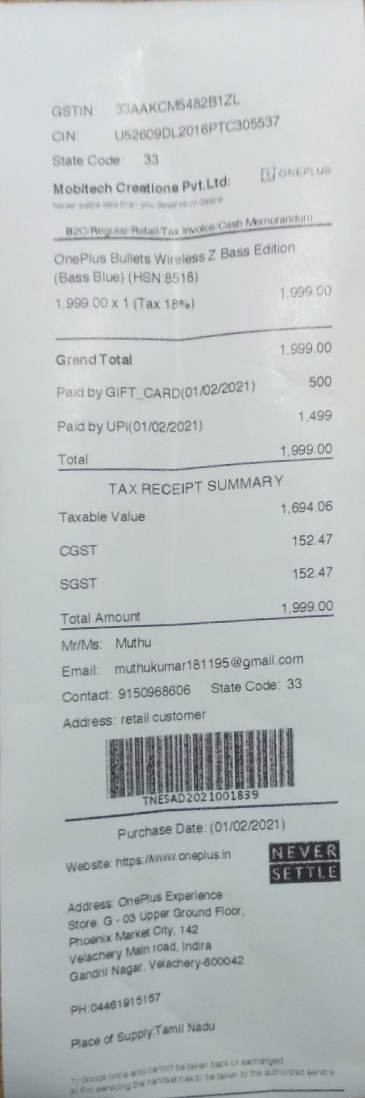 GSTIN 33AAKCM5482B1ZL
CIN U52609DL2016PTC305537
State Code 33
Mobitech Creations Pvt.Ltd:
ONEPLUS
Never settle less than you deserve or desire
B2C/Regular/Retail/Tax Invoice/Cash Memorandum
OnePlus Bullets Wireless Z Bass Edition
(Bass Blue) (HSN:8518)
1,999.00 x 1 (Tax 18%) 1,999.00
Grand Total 1,999.00
Paid by GIFT_CARD(01/02/2021) 500
Paid by UPI(01/02/2021) 1,499
Total 1,999.00
TAX RECEIPT SUMMARY
Taxable Value 1,694.06
CGST 152.47
SGST 152.47
Total Amount 1,999.00
Mr/Ms: Muthu
Email: muthukumar181195@gmail.com
Contact: 9150968606 State Code: 33
Address: retail customer
TNESAD2021001839
Purchase Date: (01/02/2021)
Website: https://www.oneplus.in
NEVER
SETTLE
Address: OnePlus Experience
Store, G - 03 Upper Ground Floor,
Phoenix Market City, 142
Velachery Main road, Indira
Gandhi Nagar, Velachery-600042
PH:04461915157
Place of Supply:Tamil Nadu
*) Goods once sold cannot be taken back or exchanged
*) For servicing the handset has to be taken to the authorized service